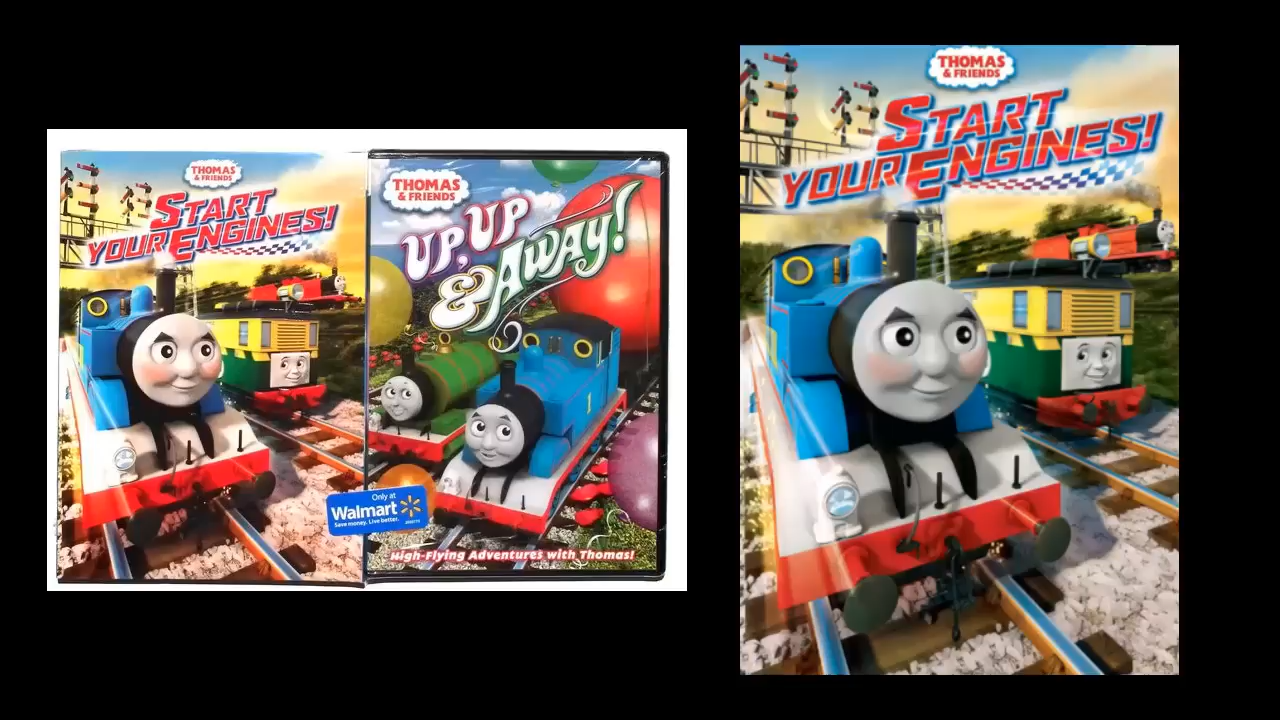 THOMAS
& FRIENDS
START
YOUR ENGINES!
THOMAS
& FRIENDS
UP, UP
& AWAY!
1
Only at
Walmart
Save money. Live better.
High-Flying Adventures with Thomas!
THOMAS
& FRIENDS
START
YOUR ENGINES!